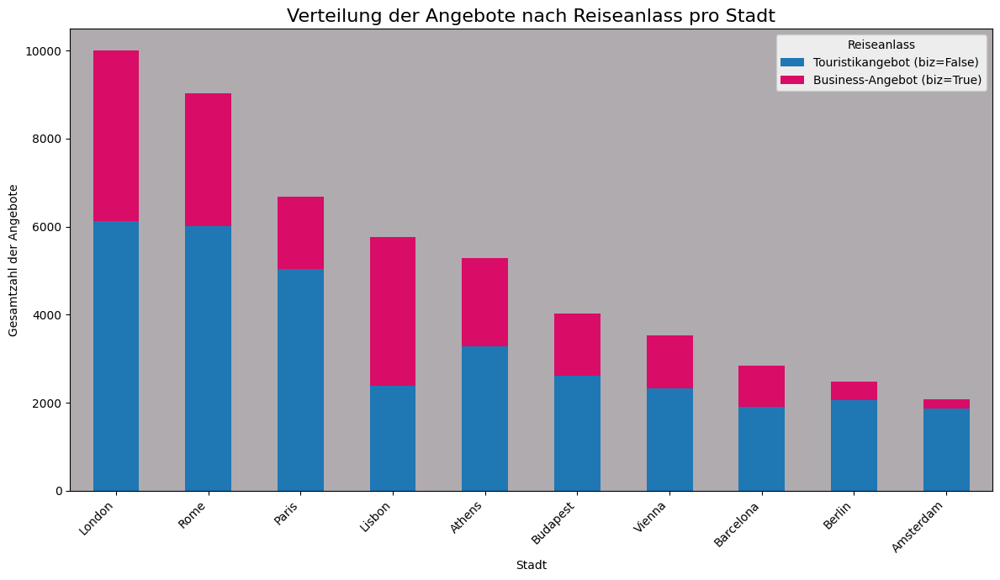 Verteilung der Angebote nach Reiseanlass pro Stadt
Reiseanlass
Touristikangebot (biz=False)
Business-Angebot (biz=True)
Gesamtzahl der Angebote
10000
8000
6000
4000
2000
0
London
Rome
Paris
Lisbon
Athens
Budapest
Vienna
Barcelona
Berlin
Amsterdam
Stadt